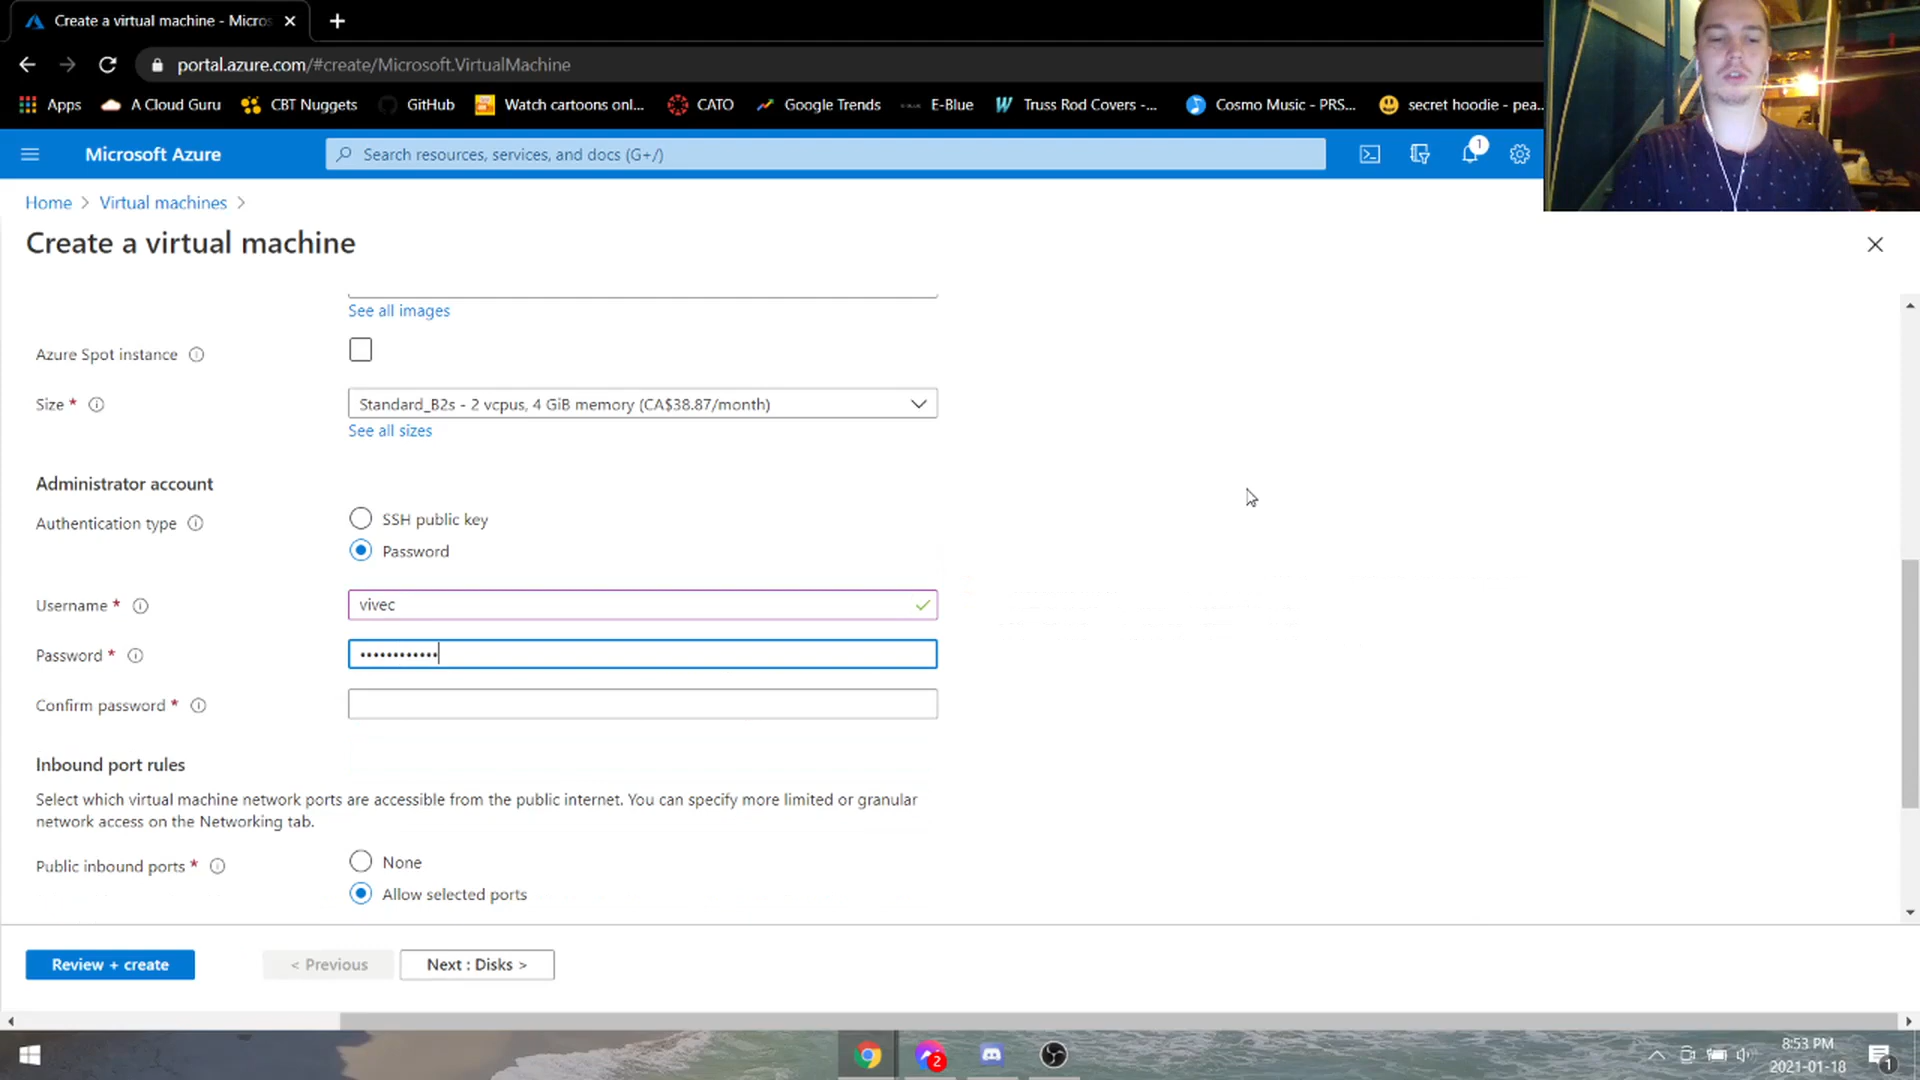 Create a virtual machine - Micros
portal.azure.com/#create/Microsoft.VirtualMachine
Apps A Cloud Guru CBT Nuggets GitHub Watch cartoons onl... CATO Google Trends E-Blue Truss Rod Covers -... Cosmo Music - PRS... secret hoodie - pea...
Microsoft Azure Search resources, services, and docs (G+/) 1
Home > Virtual machines >
Create a virtual machine
See all images
Azure Spot instance
Size * Standard_B2s - 2 vcpus, 4 GiB memory (CA$38.87/month)
See all sizes
Administrator account
Authentication type SSH public key
Password
Username * vivec
Password * ••••••••••••
Confirm password *
Inbound port rules
Select which virtual machine network ports are accessible from the public internet. You can specify more limited or granular
network access on the Networking tab.
Public inbound ports * None
Allow selected ports
Review + create < Previous Next : Disks >
2
8:53 PM
2021-01-18
1